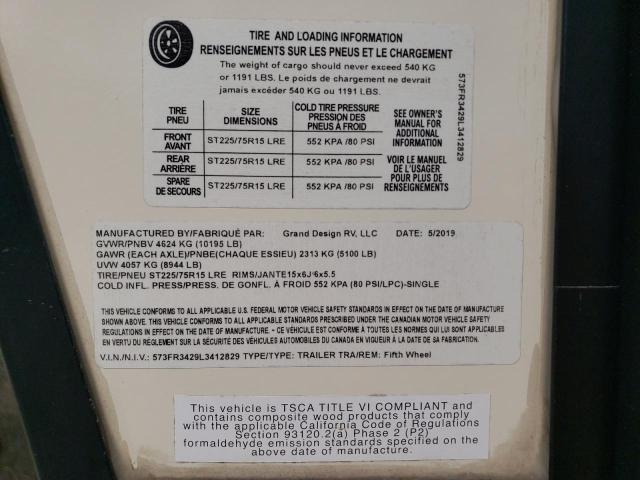 TIRE AND LOADING INFORMATION
RENSEIGNEMENTS SUR LES PNEUS ET LE CHARGEMENT
The weight of cargo should never exceed 540 KG
or 1191 LBS. Le poids de chargement ne devrait
jamais excéder 540 KG ou 1191 LBS.
TIRE PNEU SIZE DIMENSIONS COLD TIRE PRESSURE PRESSION DES PNEUS À FROID SEE OWNER'S MANUAL FOR ADDITIONAL INFORMATION
FRONT AVANT ST225/75R15 LRE 552 KPA /80 PSI
REAR ARRIÈRE ST225/75R15 LRE 552 KPA /80 PSI VOIR LE MANUEL DE L'USAGER POUR PLUS DE RENSEIGNEMENTS
SPARE DE SECOURS ST225/75R15 LRE 552 KPA /80 PSI
573FR3429L3412829
MANUFACTURED BY/FABRIQUÉ PAR: Grand Design RV, LLC DATE: 5/2019
GVWR/PNBV 4624 KG (10195 LB)
GAWR (EACH AXLE)/PNBE(CHAQUE ESSIEU) 2313 KG (5100 LB)
UVW 4057 KG (8944 LB)
TIRE/PNEU ST225/75R15 LRE RIMS/JANTE15x6J 6x5.5
COLD INFL. PRESS/PRESS. DE GONFL. À FROID 552 KPA (80 PSI/LPC)-SINGLE
THIS VEHICLE CONFORMS TO ALL APPLICABLE U.S. FEDERAL MOTOR VEHICLE SAFETY STANDARDS IN EFFECT ON THE DATE OF MANUFACTURE
SHOWN ABOVE. THIS VEHICLE CONFORMS TO ALL APPLICABLE STANDARDS PRESCRIBED UNDER THE CANADIAN MOTOR VEHICLE SAFETY
REGULATIONS IN EFFECT ON THE DATE OF MANUFACTURE - CE VÉHICULE EST CONFORME À TOUTES LES NORMES QUI LUI SONT APPLICABLES
EN VERTU DU RÈGLEMENT SUR LA SÉCURITÉ DES VÉHICULES AUTOMOBILES DU CANADA EN VIGUEUR À LA DATE DE SA FABRICATION.
V.I.N./N.I.V.: 573FR3429L3412829 TYPE/TYPE: TRAILER TRA/REM: Fifth Wheel
This vehicle is TSCA TITLE VI COMPLIANT and
contains composite wood products that comply
with the applicable California Code of Regulations
Section 93120.2(a) Phase 2 (P2)
formaldehyde emission standards specified on the
above date of manufacture.